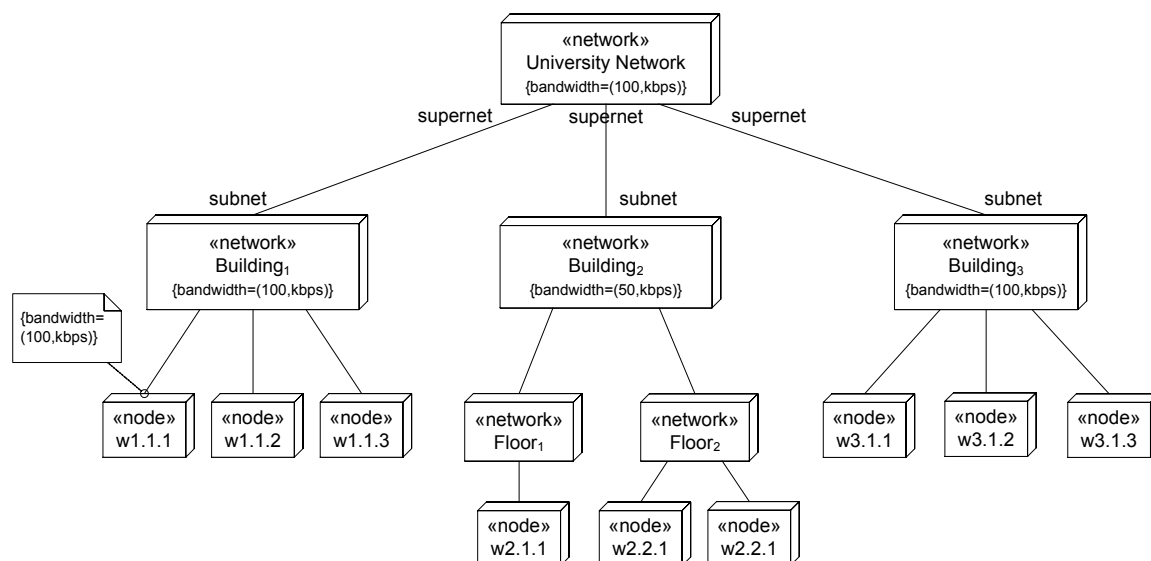 «network»
University Network
{bandwidth=(100,kbps)}
supernet
supernet
supernet
subnet
subnet
subnet
«network»
Building₁
{bandwidth=(100,kbps)}
«network»
Building₂
{bandwidth=(50,kbps)}
«network»
Building₃
{bandwidth=(100,kbps)}
{bandwidth=
(100,kbps)}
«node»
w1.1.1
«node»
w1.1.2
«node»
w1.1.3
«network»
Floor₁
«network»
Floor₂
«node»
w3.1.1
«node»
w3.1.2
«node»
w3.1.3
«node»
w2.1.1
«node»
w2.2.1
«node»
w2.2.1